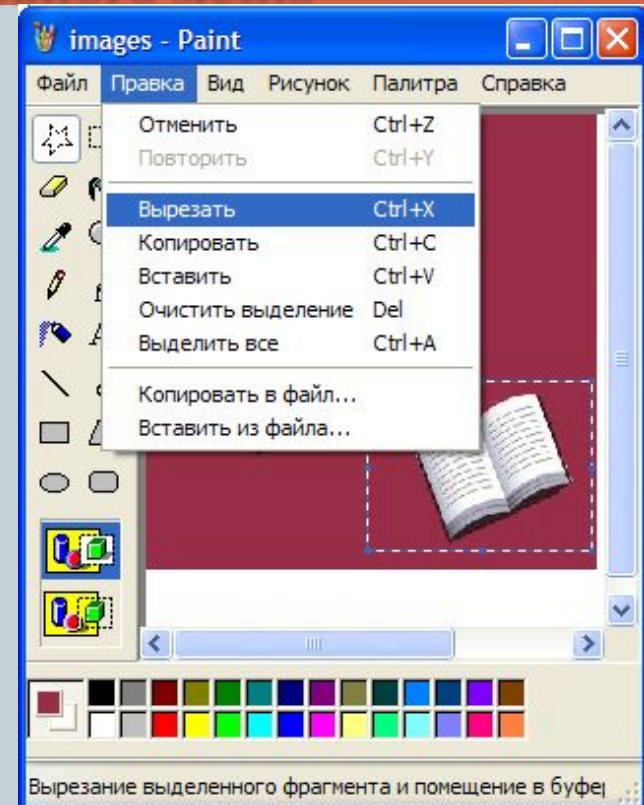 images - Paint
Файл Правка Вид Рисунок Палитра Справка
Отменить Ctrl+Z
Повторить Ctrl+Y
Вырезать Ctrl+X
Копировать Ctrl+C
Вставить Ctrl+V
Очистить выделение Del
Выделить все Ctrl+A
Копировать в файл...
Вставить из файла...
Вырезание выделенного фрагмента и помещение в буфе